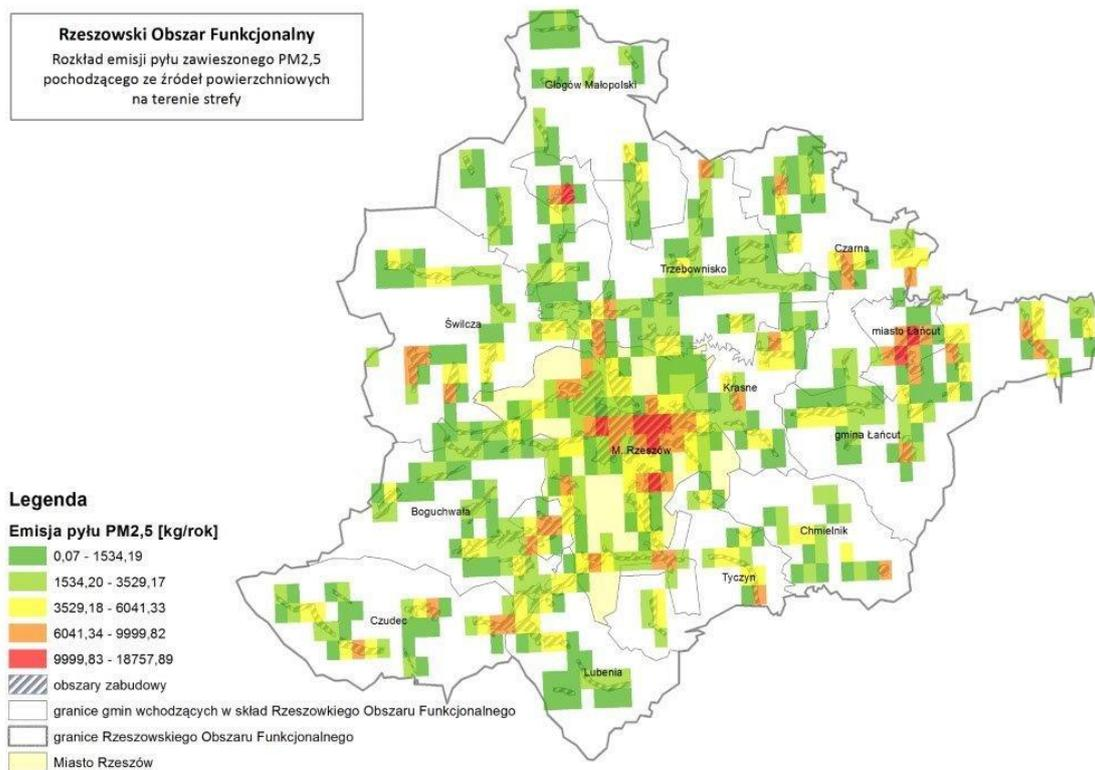 Rzeszowski Obszar Funkcjonalny
Rozkład emisji pyłu zawieszonego PM2,5
pochodzącego ze źródeł powierzchniowych
na terenie strefy
Głogów Małopolski
Czarna
Trzebownisko
Świlcza
miasto Łańcut
Krasne
gmina Łańcut
M. Rzeszów
Boguchwała
Chmielnik
Tyczyn
Czudec
Lubenia
Legenda
Emisja pyłu PM2,5 [kg/rok]
0,07 - 1534,19
1534,20 - 3529,17
3529,18 - 6041,33
6041,34 - 9999,82
9999,83 - 18757,89
obszary zabudowy
granice gmin wchodzących w skład Rzeszowkiego Obszaru Funkcjonalnego
granice Rzeszowskiego Obszaru Funkcjonalnego
Miasto Rzeszów